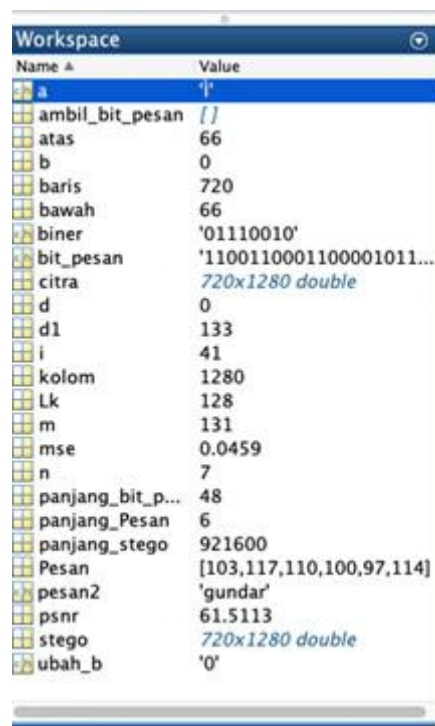 Workspace
Name Value
a '1'
ambil_bit_pesan []
atas 66
b 0
baris 720
bawah 66
biner '01110010'
bit_pesan '1100110001100001011...
citra 720x1280 double
d 0
d1 133
i 41
kolom 1280
Lk 128
m 131
mse 0.0459
n 7
panjang_bit_p... 48
panjang_Pesan 6
panjang_stego 921600
Pesan [103,117,110,100,97,114]
pesan2 'gundar'
psnr 61.5113
stego 720x1280 double
ubah_b '0'